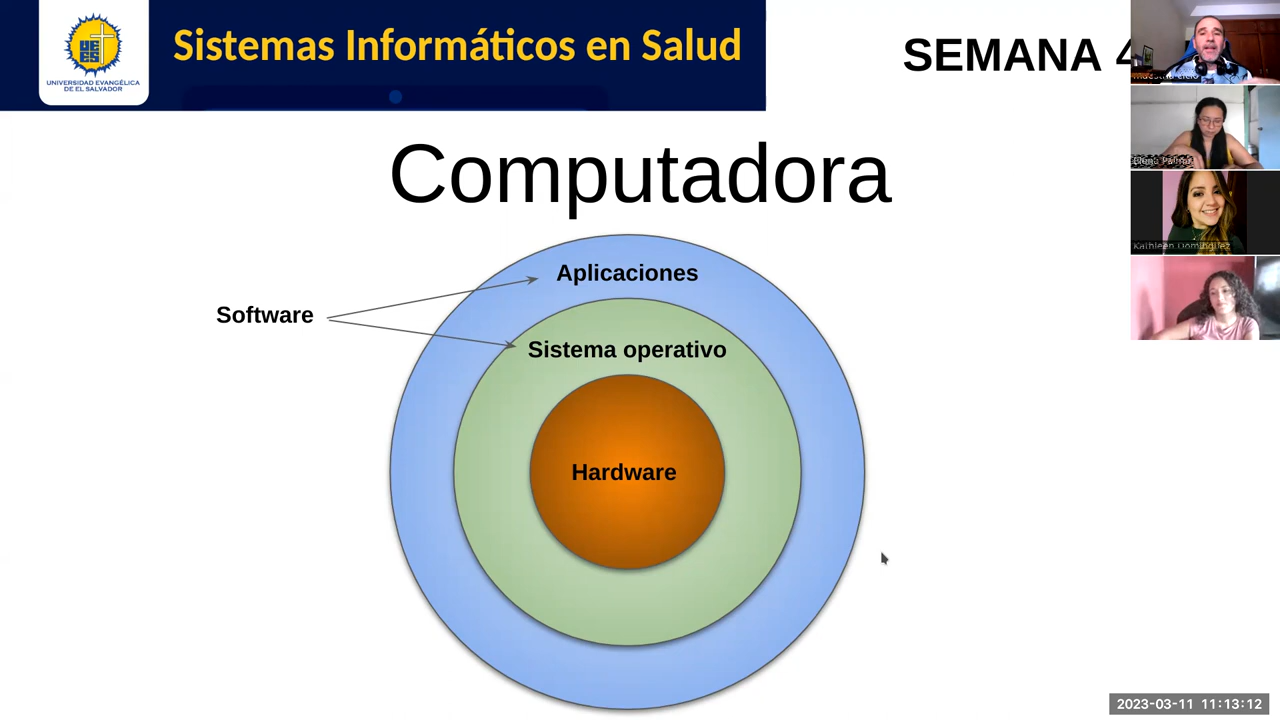 Sistemas Informáticos en Salud
UNIVERSIDAD EVANGÉLICA
DE EL SALVADOR
SEMANA 4
Computadora
Aplicaciones
Software
Sistema operativo
Hardware
Kathleen Domínguez
2023-03-11 11:13:12